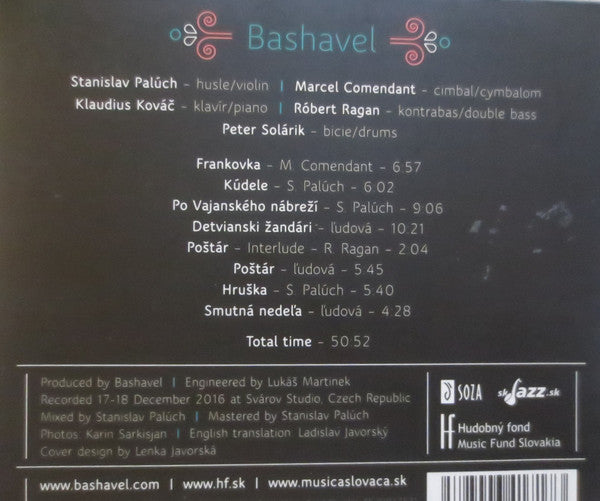 Bashavel
Stanislav Palúch - husle/violin | Marcel Comendant - cimbal/cymbalom
Klaudius Kováč - klavír/piano | Róbert Ragan - kontrabas/double bass
Peter Solárik - bicie/drums
Frankovka - M. Comendant - 6:57
Kúdele - S. Palúch - 6:02
Po Vajanského nábreží - S. Palúch - 9:06
Detvianski žandári - ľudová - 10:21
Poštár - Interlude - R. Ragan - 2:04
Poštár - ľudová - 5:45
Hruška - S. Palúch - 5:40
Smutná nedeľa - ľudová - 4:28
Total time - 50:52
Produced by Bashavel | Engineered by Lukáš Martinek
Recorded 17-18 December 2016 at Svárov Studio, Czech Republic
Mixed by Stanislav Palúch | Mastered by Stanislav Palúch
Photos: Karin Sarkisjan | English translation: Ladislav Javorský
Cover design by Lenka Javorská
SOZA skJazz.sk
Hf Hudobný fond
Music Fund Slovakia
www.bashavel.com | www.hf.sk | www.musicaslovaca.sk